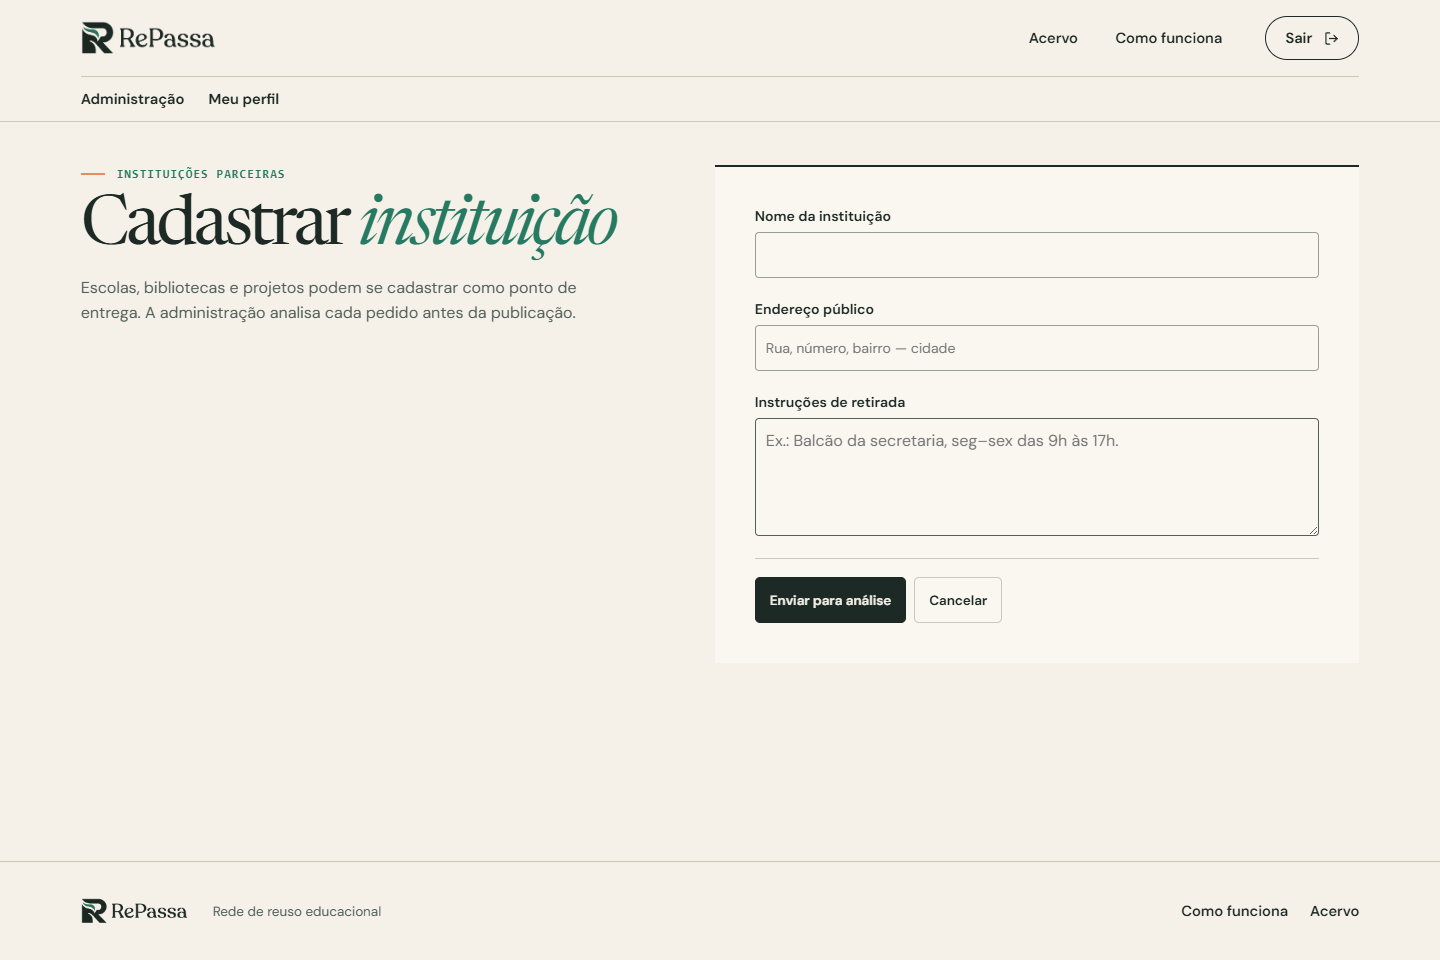 RePassa
Acervo
Como funciona
Sair
Administração
Meu perfil
INSTITUIÇÕES PARCEIRAS
Cadastrar instituição
Escolas, bibliotecas e projetos podem se cadastrar como ponto de
entrega. A administração analisa cada pedido antes da publicação.
Nome da instituição
Endereço público
Rua, número, bairro — cidade
Instruções de retirada
Ex.: Balcão da secretaria, seg–sex das 9h às 17h.
Enviar para análise
Cancelar
RePassa
Rede de reuso educacional
Como funciona
Acervo